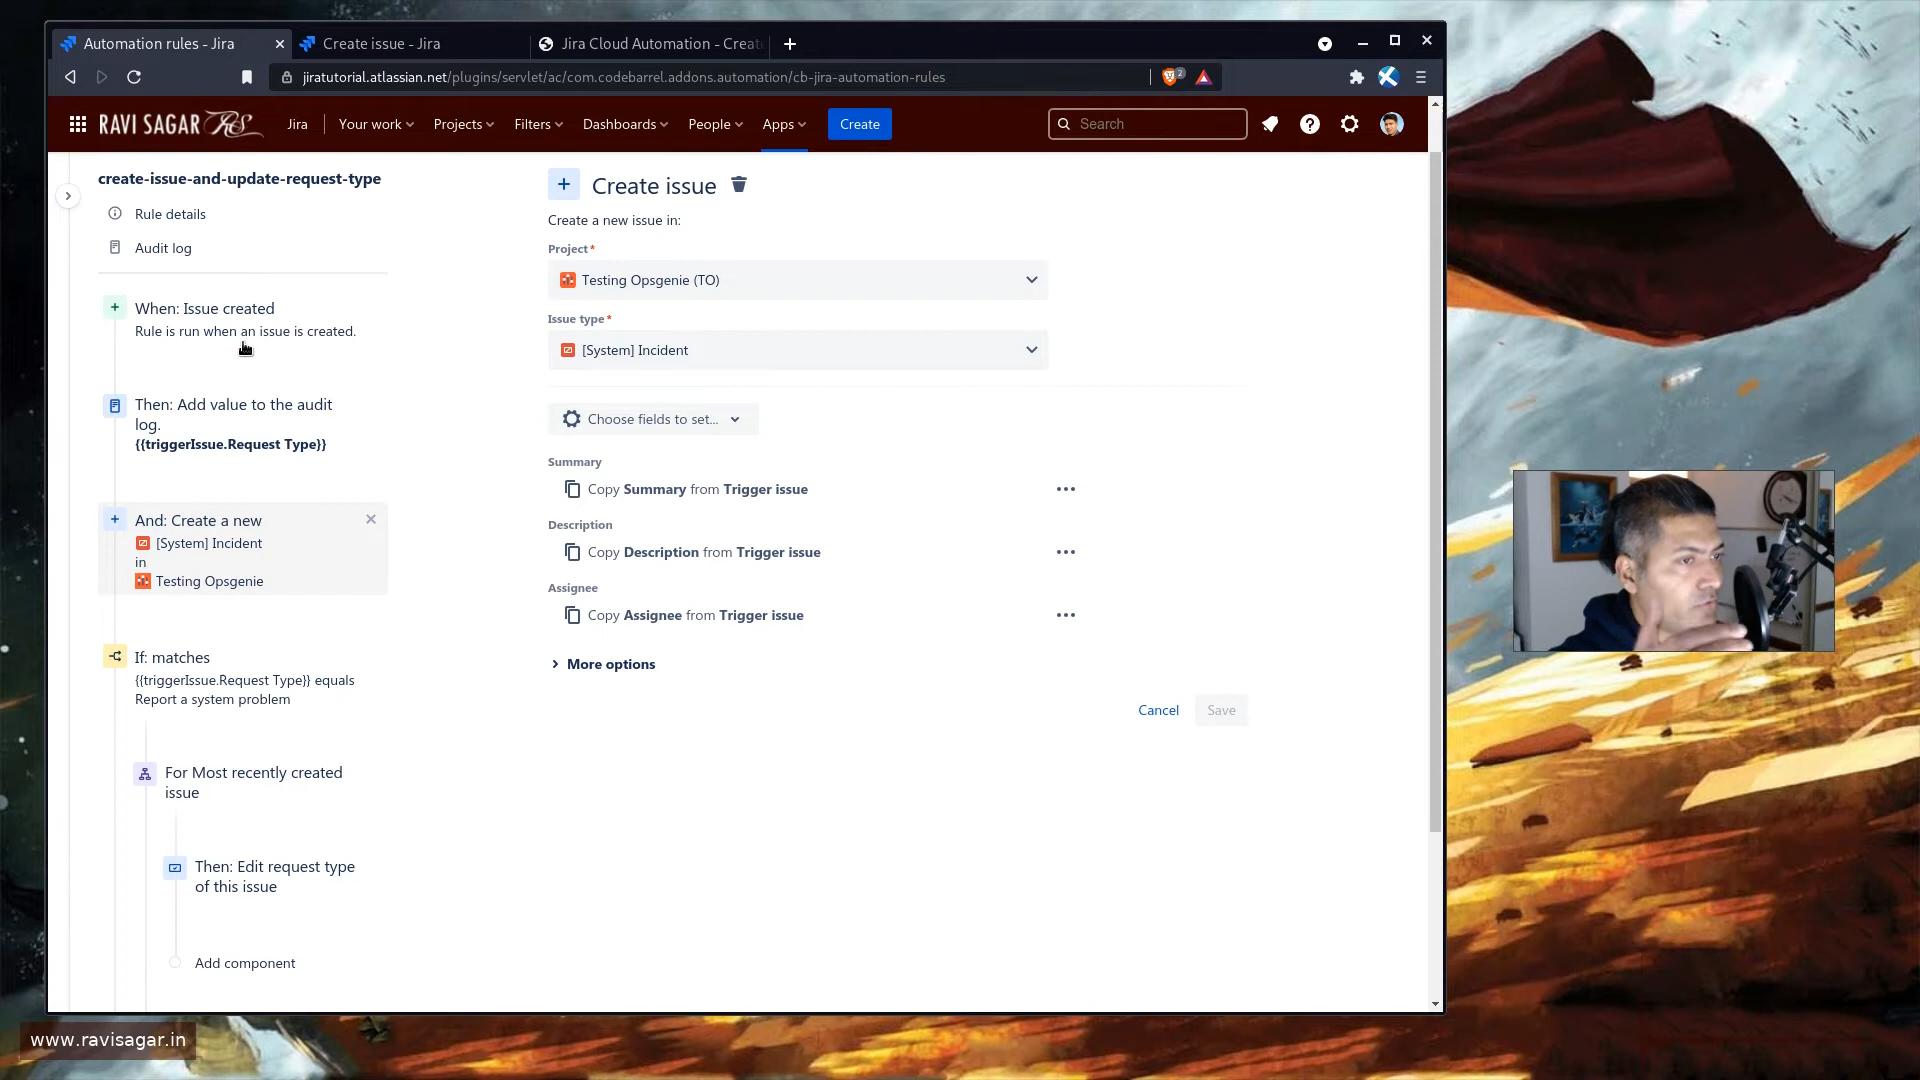 Automation rules - Jira
Create issue - Jira
Jira Cloud Automation - Creat
jiratutorial.atlassian.net/plugins/servlet/ac/com.codebarrel.addons.automation/cb-jira-automation-rules
2
RAVI SAGAR RS
Jira
Your work
Projects
Filters
Dashboards
People
Apps
Create
Search
create-issue-and-update-request-type
Rule details
Audit log
When: Issue created
Rule is run when an issue is created.
Then: Add value to the audit
log.
{{triggerIssue.Request Type}}
And: Create a new
[System] Incident
in
Testing Opsgenie
If: matches
{{triggerIssue.Request Type}} equals
Report a system problem
For Most recently created
issue
Then: Edit request type
of this issue
Add component
Create issue
Create a new issue in:
Project*
Testing Opsgenie (TO)
Issue type*
[System] Incident
Choose fields to set...
Summary
Copy Summary from Trigger issue
Description
Copy Description from Trigger issue
Assignee
Copy Assignee from Trigger issue
More options
Cancel
Save
www.ravisagar.in